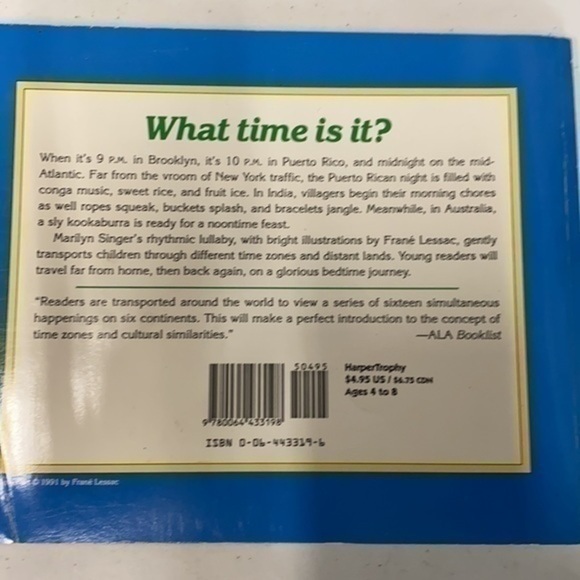 What time is it?
When it's 9 P.M. in Brooklyn, it's 10 P.M. in Puerto Rico, and midnight on the mid-
Atlantic. Far from the vroom of New York traffic, the Puerto Rican night is filled with
conga music, sweet rice, and fruit ice. In India, villagers begin their morning chores
as well ropes squeak, buckets splash, and bracelets jangle. Meanwhile, in Australia,
a sly kookaburra is ready for a noontime feast.
Marilyn Singer's rhythmic lullaby, with bright illustrations by Frané Lessac, gently
transports children through different time zones and distant lands. Young readers will
travel far from home, then back again, on a glorious bedtime journey.
"Readers are transported around the world to view a series of sixteen simultaneous
happenings on six continents. This will make a perfect introduction to the concept of
time zones and cultural similarities."
—ALA Booklist
50495
HarperTrophy
$4.95 US / $6.75 CDN
Ages 4 to 8
9 780064 433198
ISBN 0-06-443319-6
© 1991 by Frané Lessac